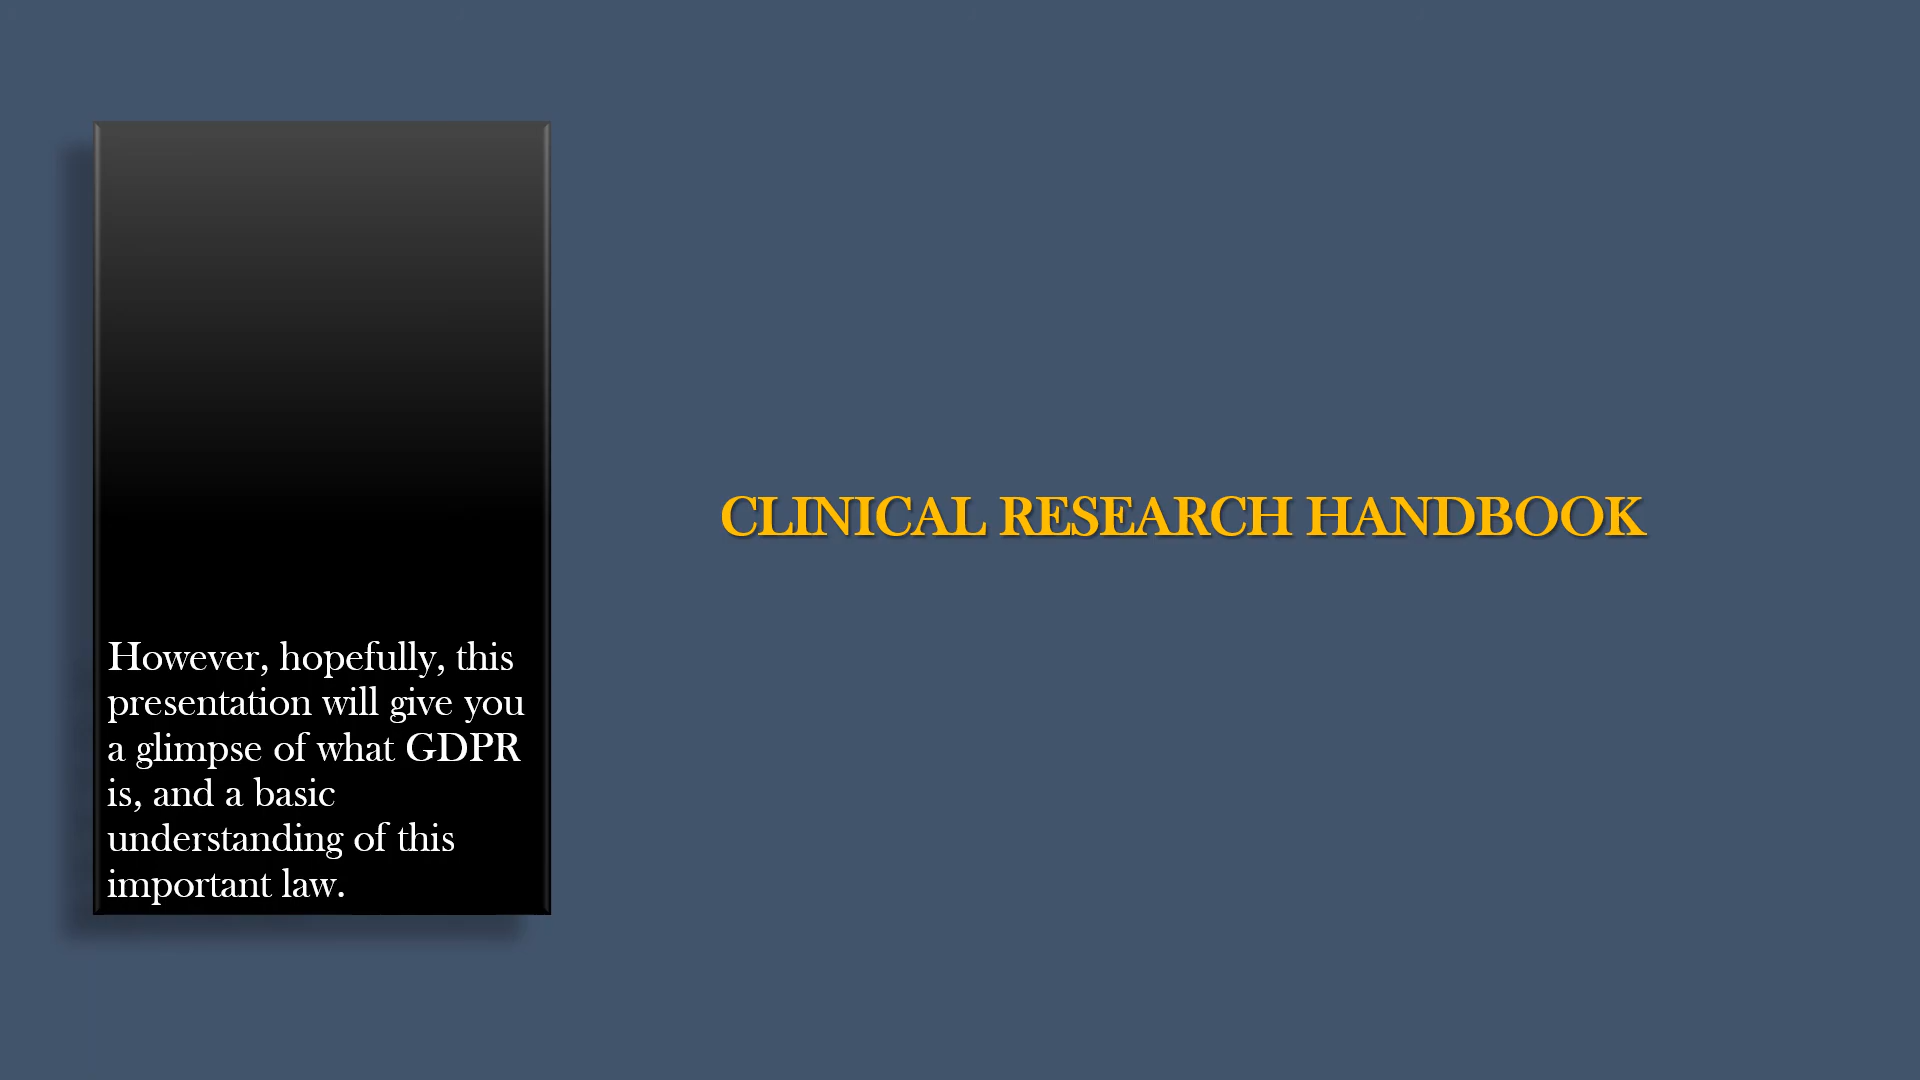 However, hopefully, this
presentation will give you
a glimpse of what GDPR
is, and a basic
understanding of this
important law.
CLINICAL RESEARCH HANDBOOK